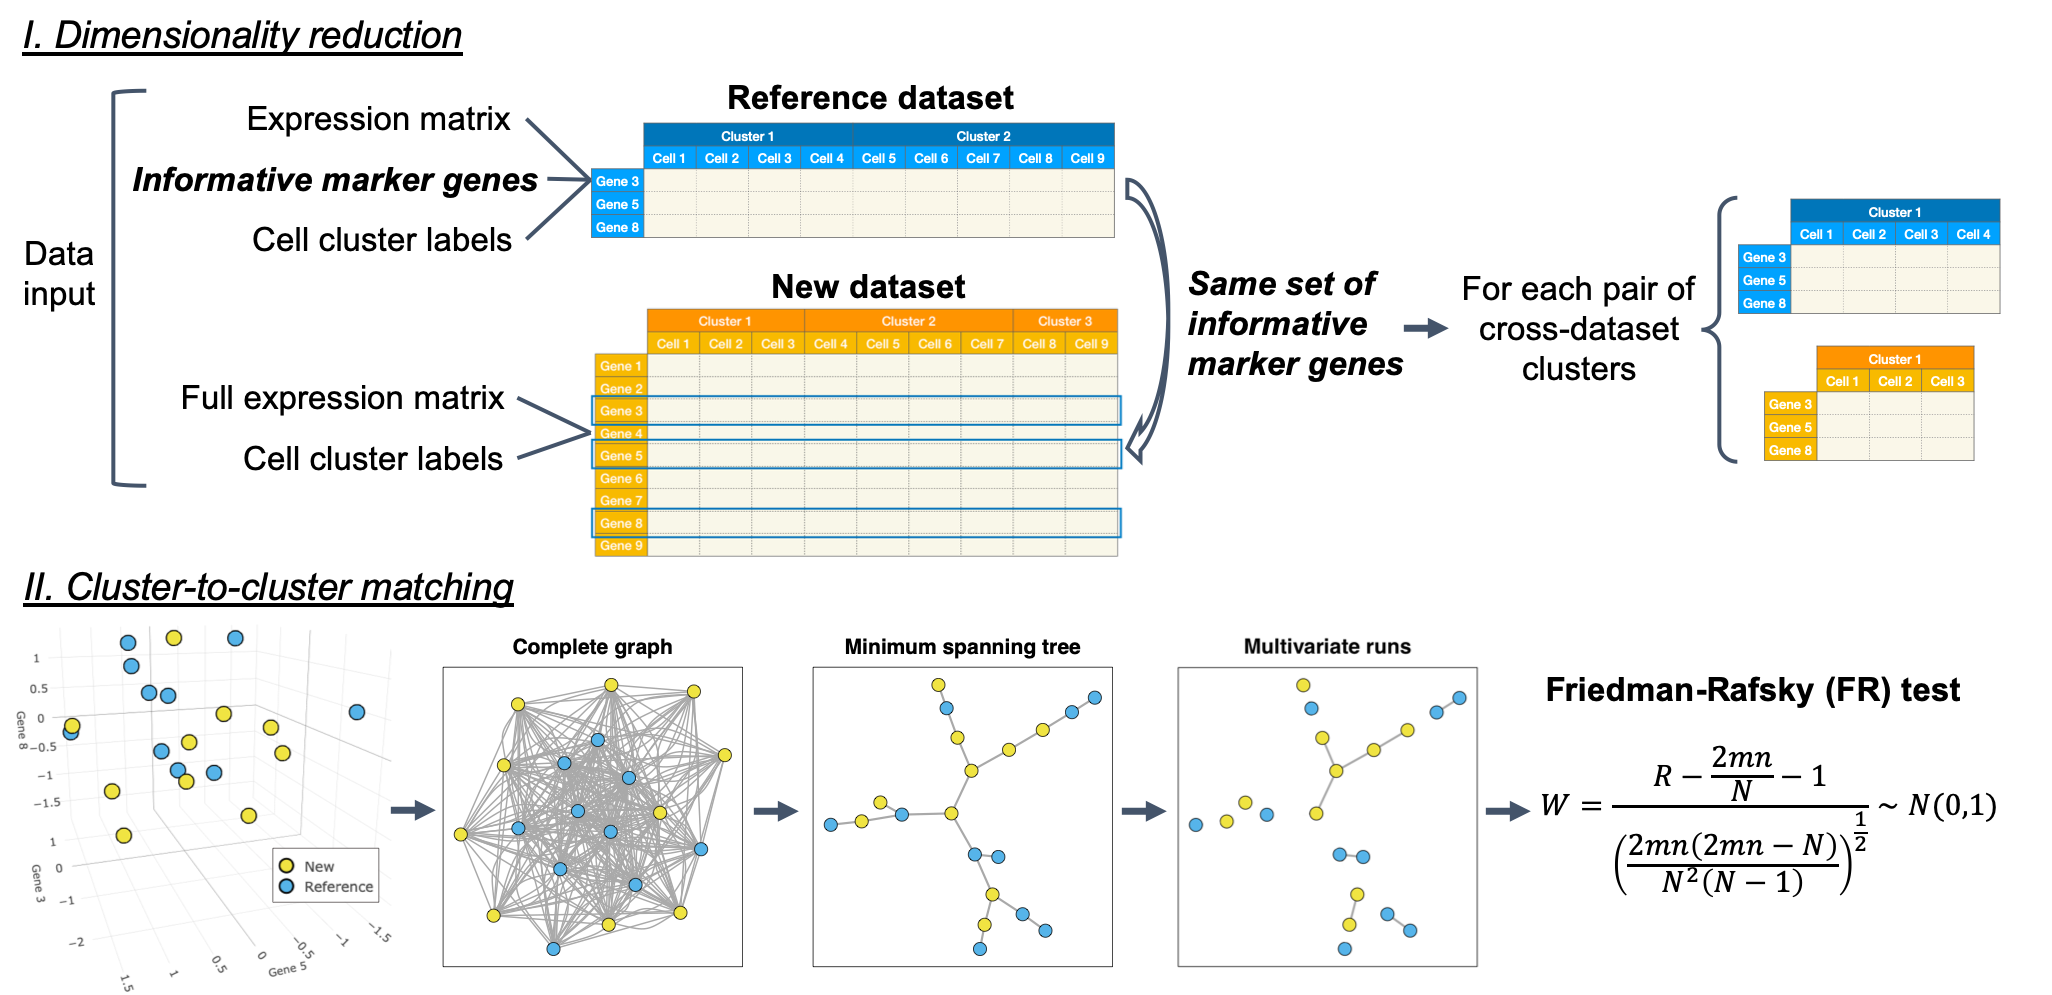 I. Dimensionality reduction
Data
input
Expression matrix
Informative marker genes
Cell cluster labels
Full expression matrix
Cell cluster labels
Reference dataset
Cluster 1 Cluster 2
Cell 1 Cell 2 Cell 3 Cell 4 Cell 5 Cell 6 Cell 7 Cell 8 Cell 9
Gene 3
Gene 5
Gene 8
New dataset
Cluster 1 Cluster 2 Cluster 3
Cell 1 Cell 2 Cell 3 Cell 4 Cell 5 Cell 6 Cell 7 Cell 8 Cell 9
Gene 1
Gene 2
Gene 3
Gene 4
Gene 5
Gene 6
Gene 7
Gene 8
Gene 9
Same set of
informative
marker genes
For each pair of
cross-dataset
clusters
Cluster 1
Cell 1 Cell 2 Cell 3 Cell 4
Gene 3
Gene 5
Gene 8
Cluster 1
Cell 1 Cell 2 Cell 3
Gene 3
Gene 5
Gene 8
II. Cluster-to-cluster matching
1
0.5
0
−0.5
−1
−1.5
Gene 8
1
0
−1
−2
Gene 3
1.5
1
0.5
0
−0.5
−1
−1.5
Gene 5
New
Reference
Complete graph
Minimum spanning tree
Multivariate runs
Friedman-Rafsky (FR) test
W = (R − 2mn/N − 1) / (2mn(2mn − N) / N²(N − 1))^(1/2) ~ N(0,1)